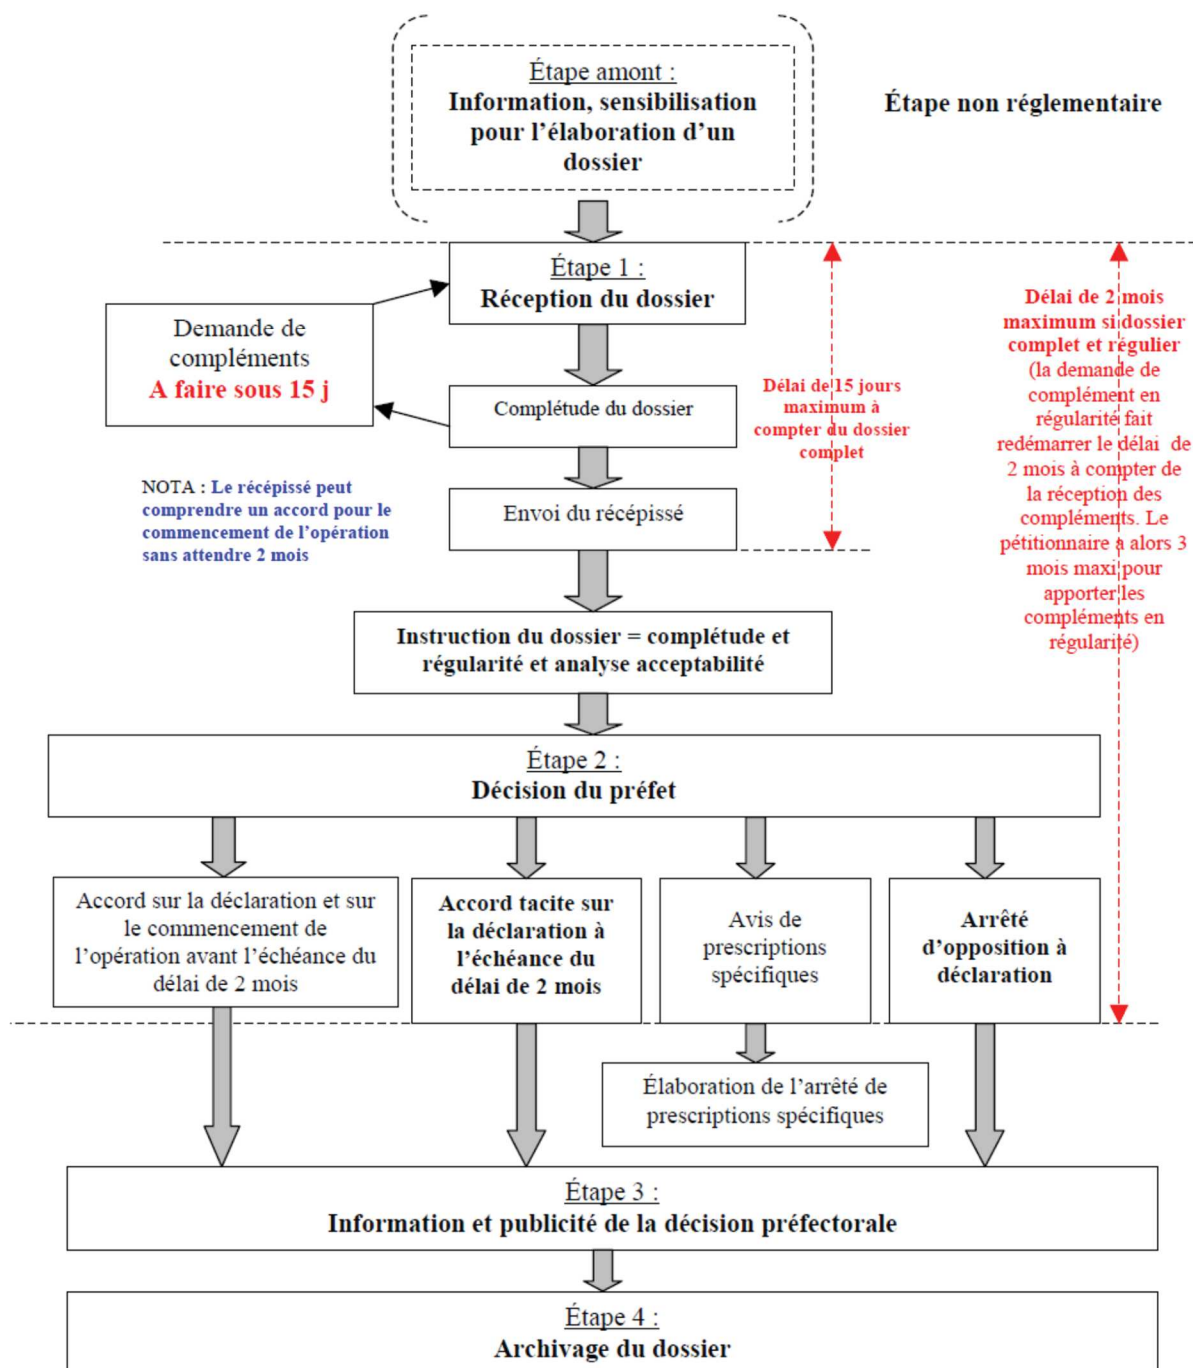 Étape amont :
Information, sensibilisation
pour l’élaboration d’un
dossier
Étape non réglementaire
Étape 1 :
Réception du dossier
Demande de
compléments
A faire sous 15 j
Complétude du dossier
Envoi du récépissé
Délai de 15 jours
maximum à
compter du dossier
complet
Délai de 2 mois
maximum si dossier
complet et régulier
(la demande de
complément en
régularité fait
redémarrer le délai de
2 mois à compter de
la réception des
compléments. Le
pétitionnaire a alors 3
mois maxi pour
apporter les
compléments en
régularité)
NOTA : Le récépissé peut
comprendre un accord pour le
commencement de l’opération
sans attendre 2 mois
Instruction du dossier = complétude et
régularité et analyse acceptabilité
Étape 2 :
Décision du préfet
Accord sur la déclaration et sur
le commencement de
l’opération avant l’échéance du
délai de 2 mois
Accord tacite sur
la déclaration à
l’échéance du
délai de 2 mois
Avis de
prescriptions
spécifiques
Arrêté
d’opposition à
déclaration
Élaboration de l’arrêté de
prescriptions spécifiques
Étape 3 :
Information et publicité de la décision préfectorale
Étape 4 :
Archivage du dossier